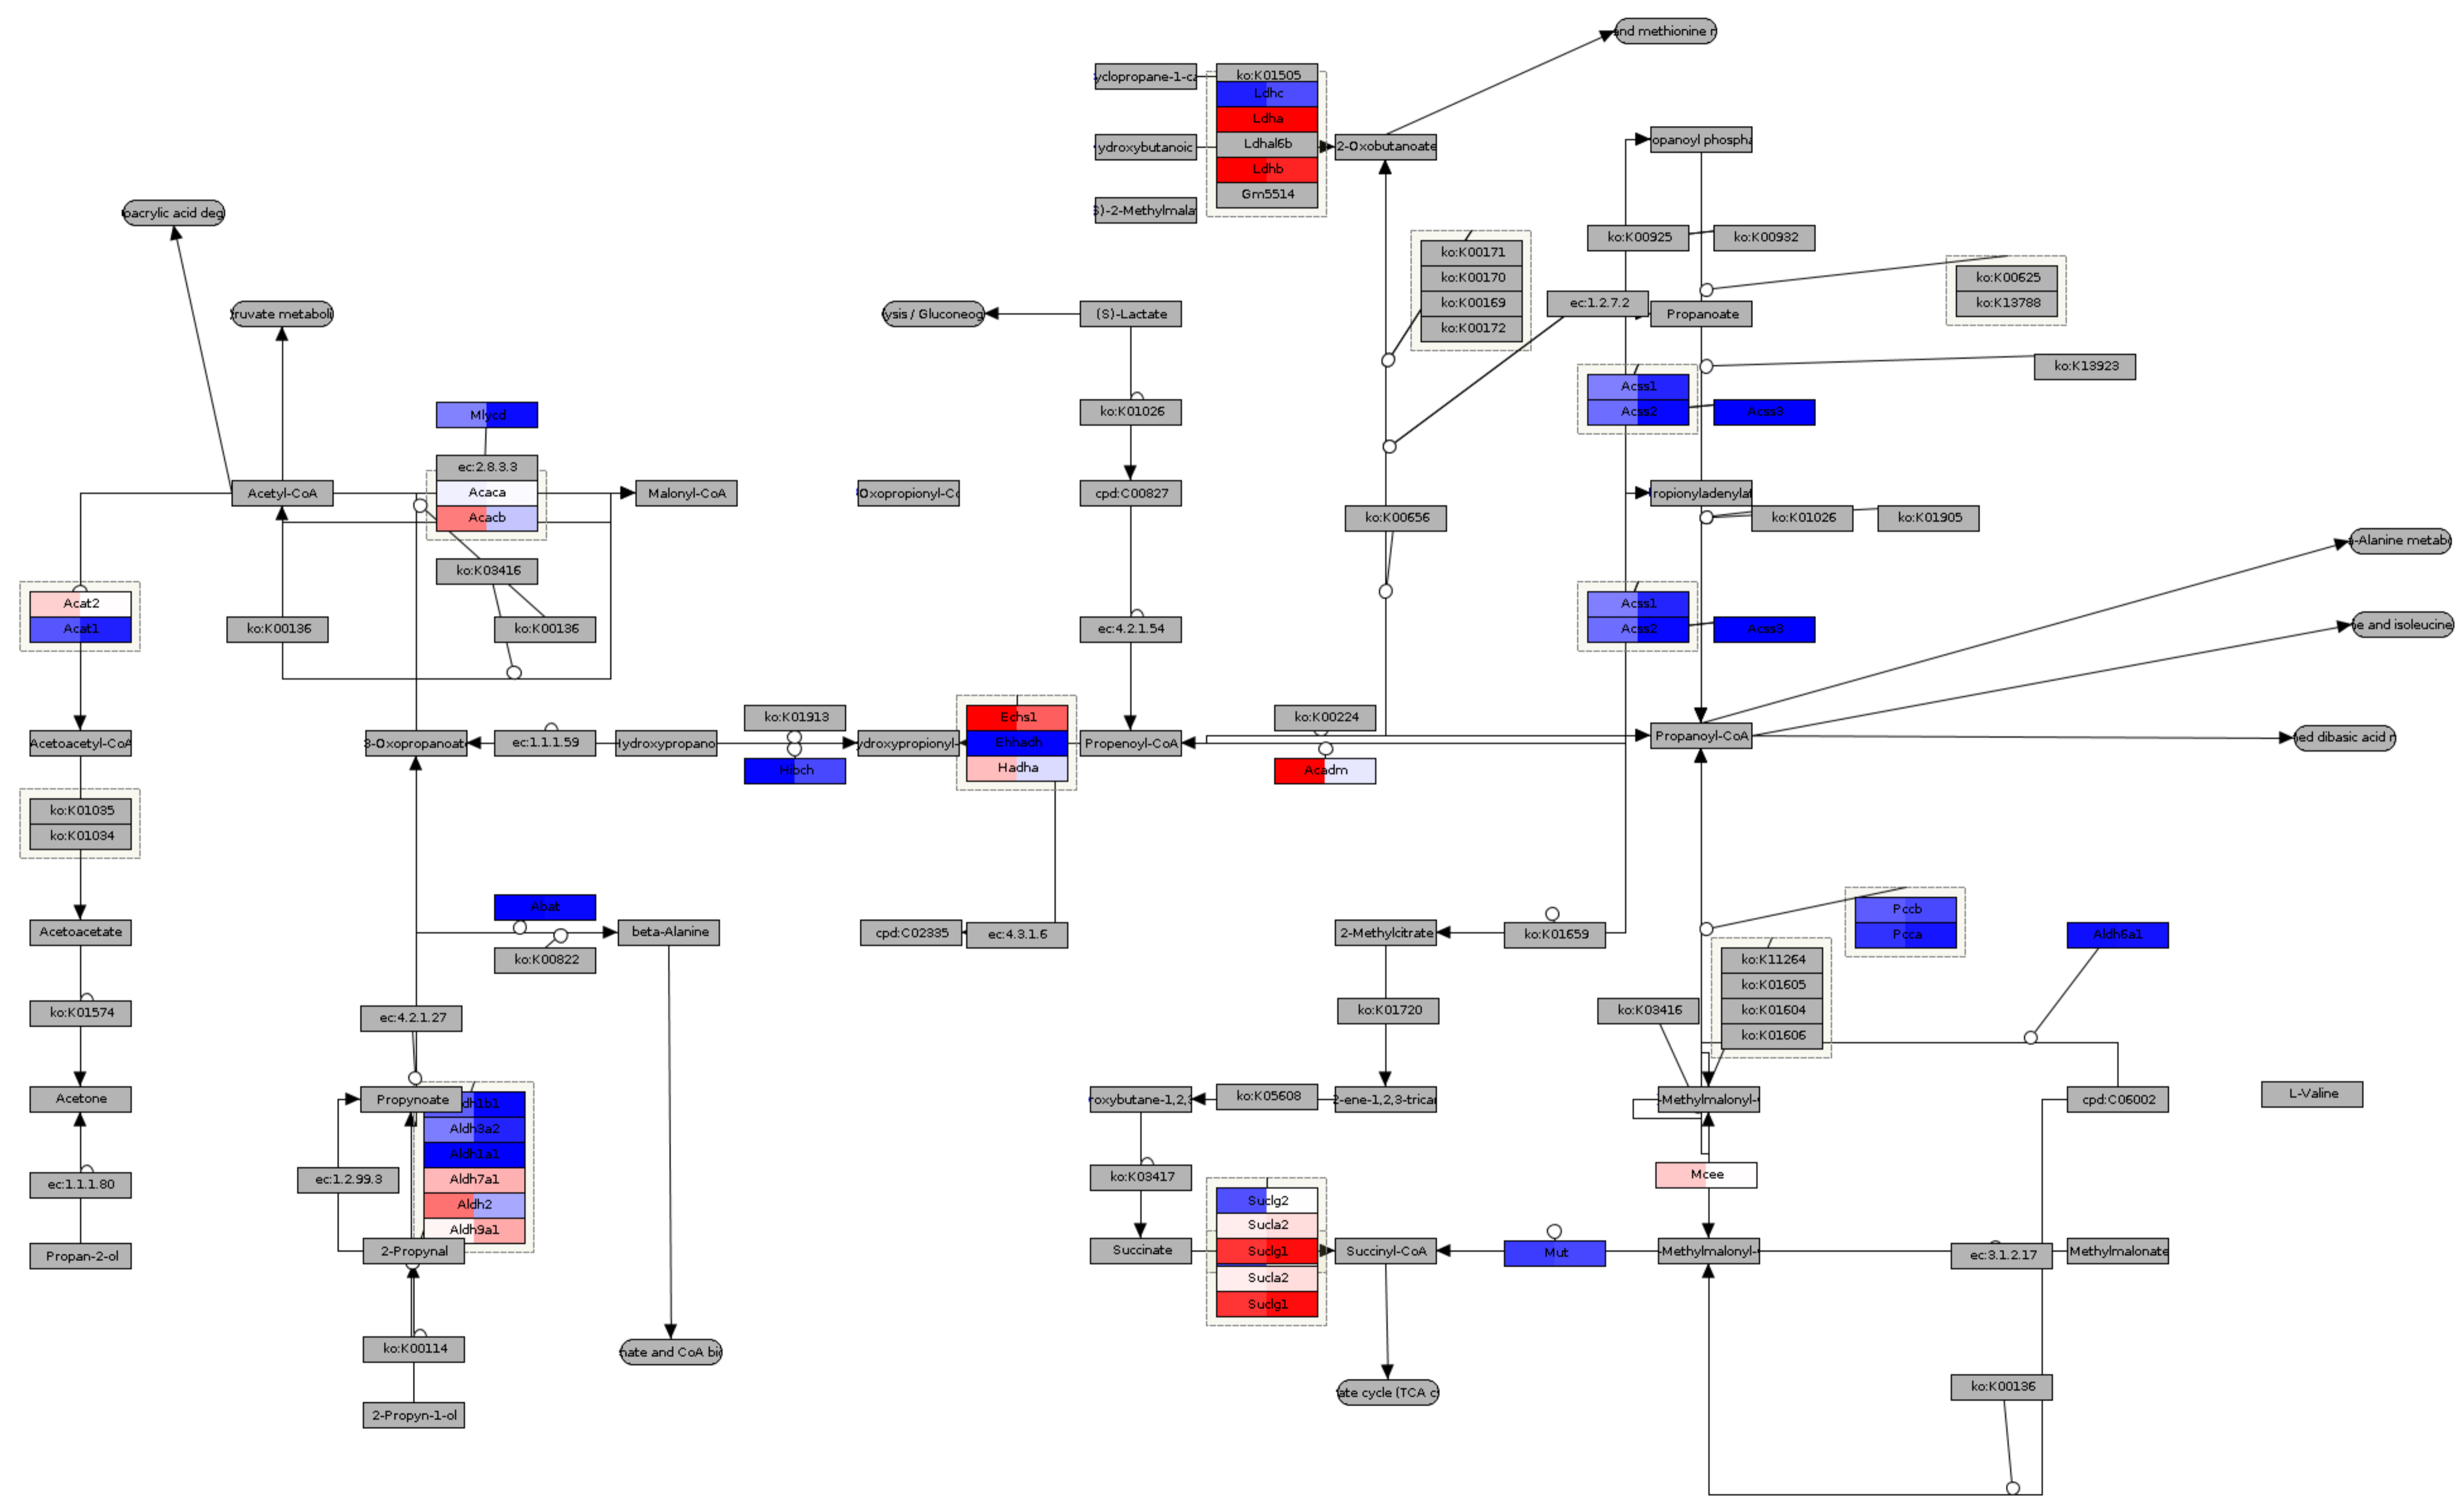 and methionine
ko:K01505
yclopropane-1-ca
Ldhc
Ldha
Ldhal6b
Ldhb
Gm5514
ydroxybutanoic
2-Oxobutanoate
)-2-Methylmala
opanoyl phospha
ko:K00925
ko:K00932
ko:K00171
ko:K00170
ko:K00169
ko:K00172
ko:K00625
ko:K13788
ec:1.2.7.2
Propanoate
oacrylic acid deg
ruvate metaboli
ysis / Gluconeog
(S)-Lactate
ko:K13923
Acss1
Acss2
Acss3
Mlycd
ko:K01026
ec:2.8.3.3
Acaca
Acacb
Acetyl-CoA
Malonyl-CoA
Oxopropionyl-Co
cpd:C00827
ropionyladenylat
ko:K00656
ko:K01026
ko:K01905
-Alanine metabo
ko:K03416
Acat2
Acat1
ko:K00136
ko:K00136
ec:4.2.1.54
Acss1
Acss2
Acss3
e and isoleucine
ko:K01913
Echs1
Ehhadh
Hadha
ko:K00224
Acetoacetyl-CoA
3-Oxopropanoat
ec:1.1.1.59
Hydroxypropano
ydroxypropionyl-
Propenoyl-CoA
Propanoyl-CoA
ed dibasic acid
Hibch
Acadm
ko:K01035
ko:K01034
Abat
Pccb
Pcca
Aldh6a1
Acetoacetate
beta-Alanine
cpd:C02335
ec:4.3.1.6
2-Methylcitrate
ko:K01659
ko:K00822
ko:K11264
ko:K01605
ko:K01604
ko:K01606
ko:K01574
ec:4.2.1.27
ko:K01720
ko:K03416
Acetone
Propynoate
dh1b1
Aldh3a2
Aldh1a1
Aldh7a1
Aldh2
Aldh9a1
roxybutane-1,2,3
ko:K05608
2-ene-1,2,3-tricar
-Methylmalonyl-
cpd:C06002
L-Valine
ec:1.1.1.80
ec:1.2.99.3
ko:K03417
Mcee
Suclg2
Sucla2
Suclg1
Sucla2
Suclg1
Propan-2-ol
2-Propynal
Succinate
Succinyl-CoA
Mut
-Methylmalonyl-
ec:3.1.2.17
Methylmalonate
ko:K00114
nate and CoA bio
ate cycle (TCA c
ko:K00136
2-Propyn-1-ol